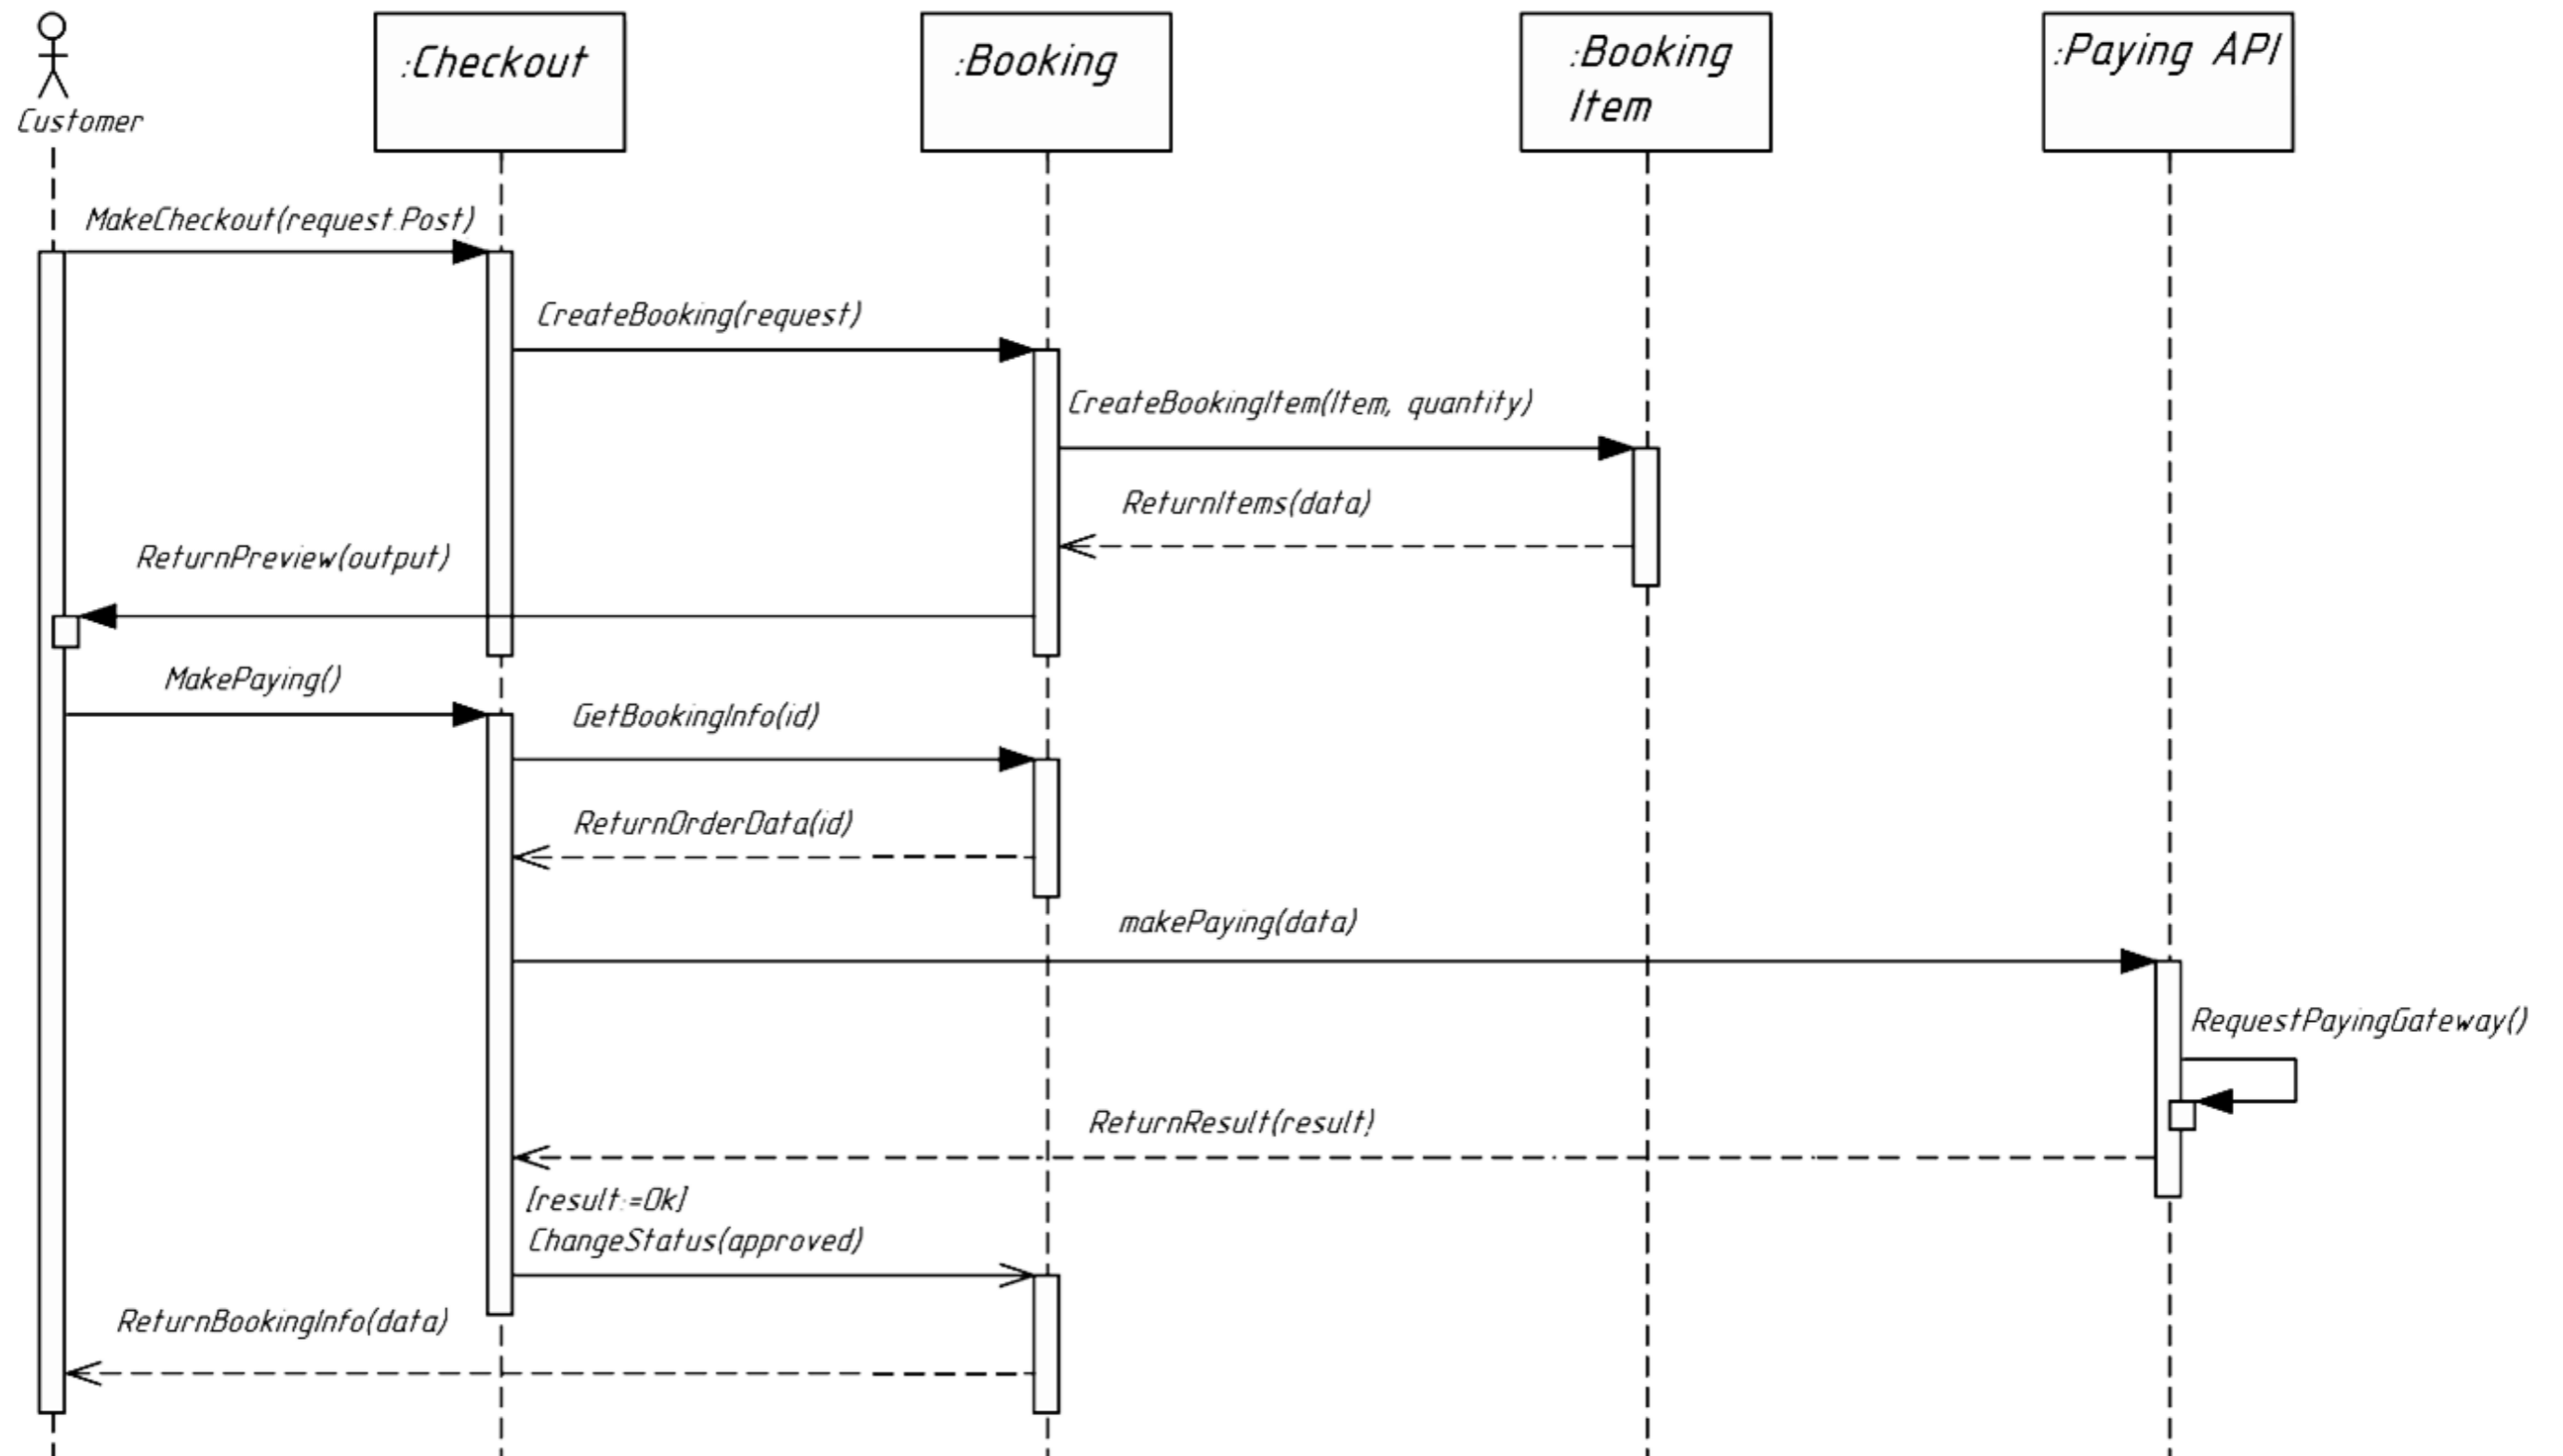 :Checkout
:Booking
:Booking
Item
:Paying API
Customer
MakeCheckout(request.Post)
CreateBooking(request)
CreateBookingItem(Item, quantity)
ReturnItems(data)
ReturnPreview(output)
MakePaying()
GetBookingInfo(id)
ReturnOrderData(id)
makePaying(data)
RequestPayingGateway()
ReturnResult(result)
[result:=Ok]
ChangeStatus(approved)
ReturnBookingInfo(data)